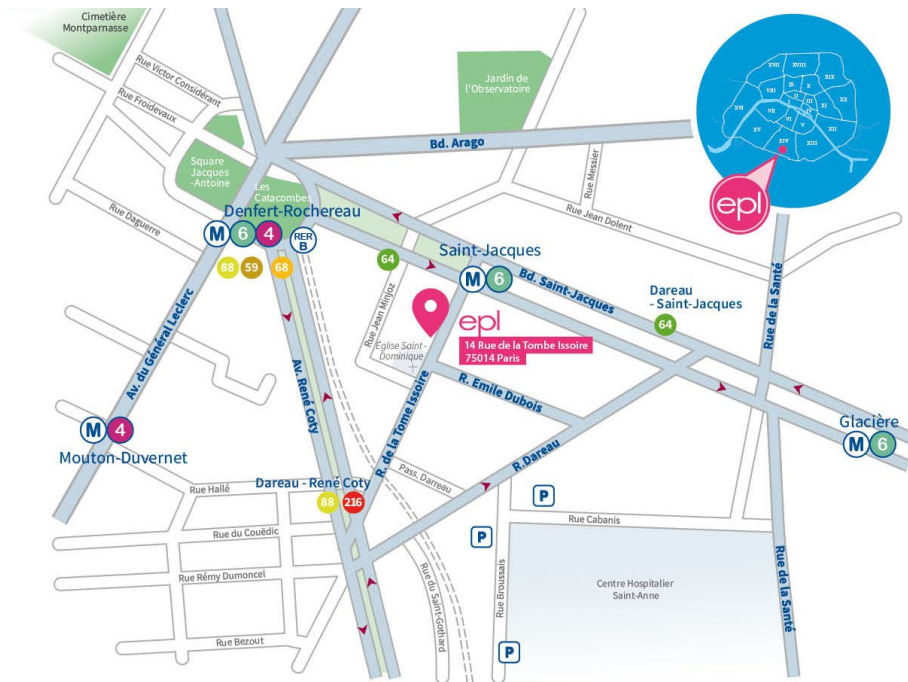 Cimetière
Montparnasse
Rue Victor Considérant
Rue Froidevaux
Jardin de
l'Observatoire
Bd. Arago
XVII
XVIII
XIX
IX
X
VIII
II
III
I
XX
XVI
VII
IV
XI
VI
V
XII
XV
XIV
XIII
epl
Square
Jacques
-Antoine
Les
Catacombes
Rue Messier
Rue Jean Dolent
Rue Daguerre
Denfert-Rochereau
M 6 4
RER
B
88 59 68
64
Saint-Jacques
M 6
Bd. Saint-Jacques
Dareau
- Saint-Jacques
64
Rue de la Santé
Rue Jean Minjoz
epl
14 Rue de la Tombe Issoire
75014 Paris
Eglise Saint-
Dominique
Av. du Général Leclerc
Av. René Coty
R. de la Tome Issoire
R. Emile Dubois
R. Dareau
Glacière
M 6
M 4
Mouton-Duvernet
Pass. Darreau
Rue Hallé
Dareau - René Coty
88 216
P
Rue Cabanis
Rue du Couëdic
P
Rue Rémy Dumoncel
Rue du Saint-Gothard
Rue Broussais
Centre Hospitalier
Saint-Anne
Rue de la Santé
Rue Bezout
P